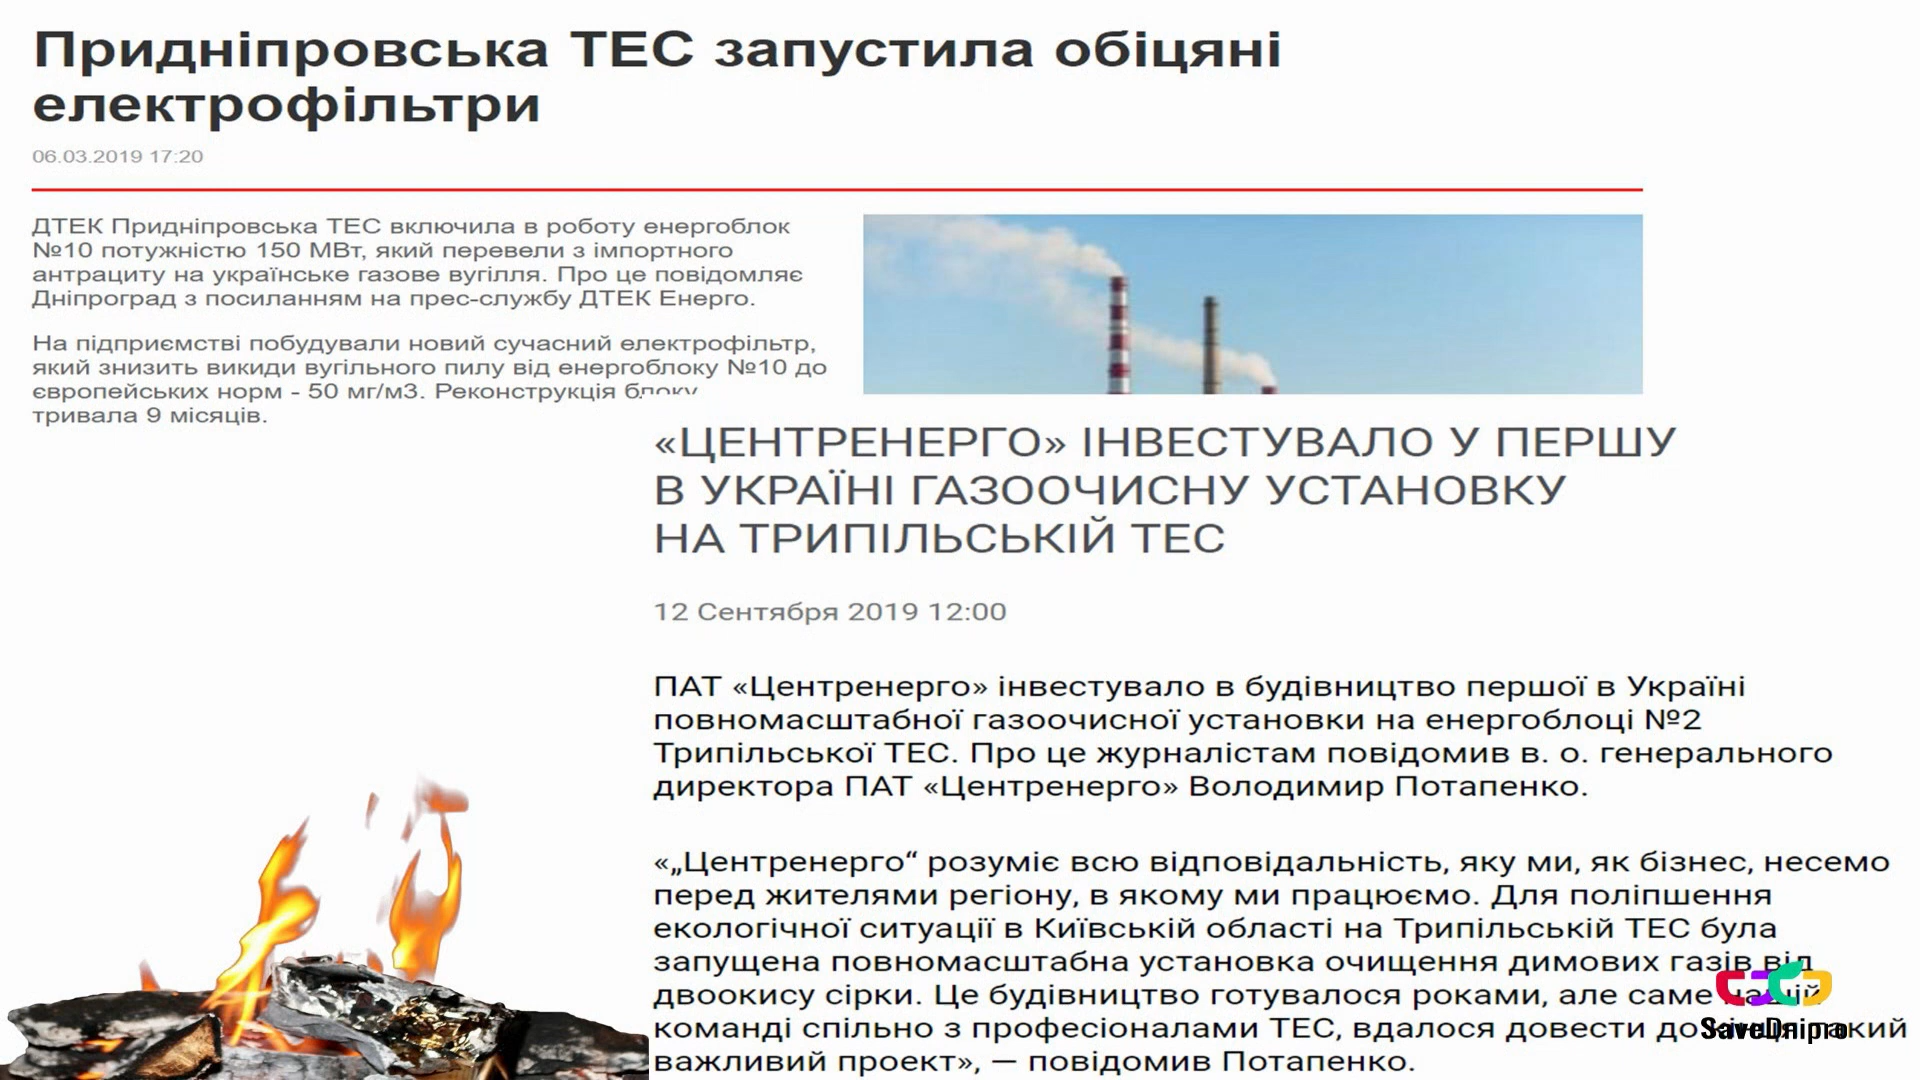 Придніпровська ТЕС запустила обіцяні
електрофільтри
06.03.2019 17:20
ДТЕК Придніпровська ТЕС включила в роботу енергоблок
№10 потужністю 150 МВт, який перевели з імпортного
антрациту на українське газове вугілля. Про це повідомляє
Дніпроград з посиланням на прес-службу ДТЕК Енерго.
На підприємстві побудували новий сучасний електрофільтр,
який знизить викиди вугільного пилу від енергоблоку №10 до
європейських норм - 50 мг/м3. Реконструкція блоку
тривала 9 місяців.
«ЦЕНТРЕНЕРГО» ІНВЕСТУВАЛО У ПЕРШУ
В УКРАЇНІ ГАЗООЧИСНУ УСТАНОВКУ
НА ТРИПІЛЬСЬКІЙ ТЕС
12 Сентября 2019 12:00
ПАТ «Центренерго» інвестувало в будівництво першої в Україні
повномасштабної газоочисної установки на енергоблоці №2
Трипільської ТЕС. Про це журналістам повідомив в. о. генерального
директора ПАТ «Центренерго» Володимир Потапенко.
«„Центренерго“ розуміє всю відповідальність, яку ми, як бізнес, несемо
перед жителями регіону, в якому ми працюємо. Для поліпшення
екологічної ситуації в Київській області на Трипільській ТЕС була
запущена повномасштабна установка очищення димових газів від
двоокису сірки. Це будівництво готувалося роками, але саме нашій
команді спільно з професіоналами ТЕС, вдалося довести до такий
важливий проект», — повідомив Потапенко.
SaveDnipro